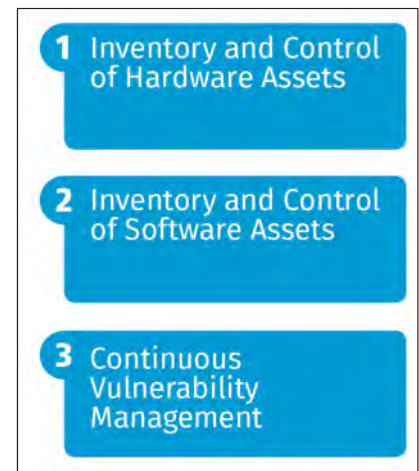 1 Inventory and Control
of Hardware Assets
2 Inventory and Control
of Software Assets
3 Continuous
Vulnerability
Management